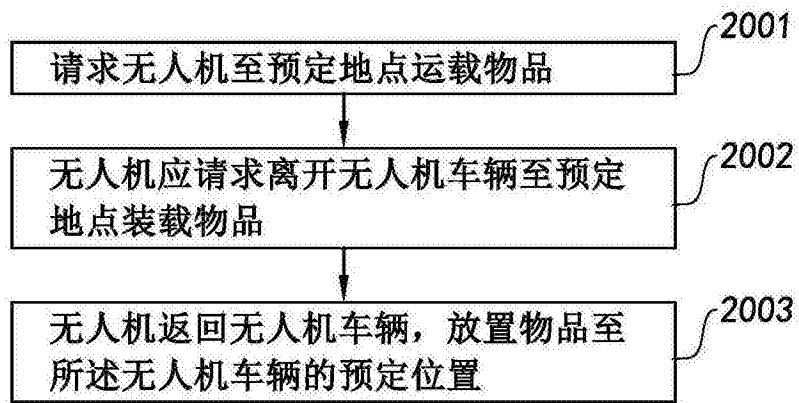 2001
请求无人机至预定地点运载物品
2002
无人机应请求离开无人机车辆至预定
地点装载物品
2003
无人机返回无人机车辆，放置物品至
所述无人机车辆的预定位置